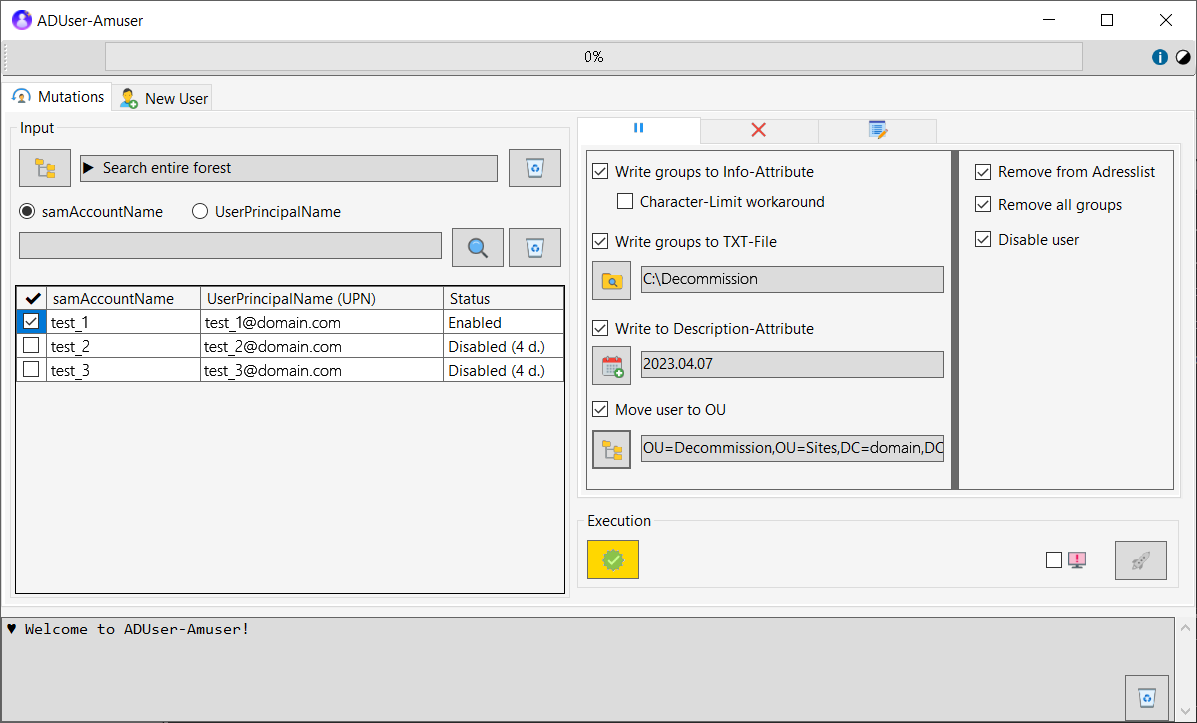 ADUser-Amuser
0%
Mutations
New User
Input
Search entire forest
samAccountName
UserPrincipalName
samAccountName UserPrincipalName (UPN) Status
test_1 test_1@domain.com Enabled
test_2 test_2@domain.com Disabled (4 d.)
test_3 test_3@domain.com Disabled (4 d.)
Write groups to Info-Attribute
Character-Limit workaround
Write groups to TXT-File
C:\Decommission
Write to Description-Attribute
2023.04.07
Move user to OU
OU=Decommission,OU=Sites,DC=domain,DC
Remove from Adresslist
Remove all groups
Disable user
Execution
♥ Welcome to ADUser-Amuser!